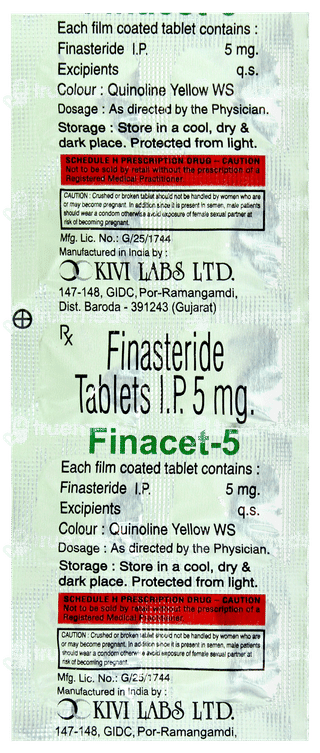 Finacet-5
Each film coated tablet contains :
Finasteride I.P. 5 mg.
Excipients q.s.
Colour : Quinoline Yellow WS
Dosage : As directed by the Physician.
Storage : Store in a cool, dry &
dark place. Protected from light.
SCHEDULE H PRESCRIPTION DRUG – CAUTION
Not to be sold by retail without the prescription of a
Registered Medical Practitioner.
CAUTION : Crushed or broken tablet should not be handled by women who are
or may become pregnant. In addition since it is present in semen, male patients
should wear a condom otherwise avoid exposure of female sexual partner at
risk of becoming pregnant.
Mfg. Lic. No.: G/25/1744
Manufactured in India by :
KIVI LABS LTD.
147-148, GIDC, Por-Ramangamdi,
Dist. Baroda - 391243 (Gujarat)
Rx
Finasteride
Tablets I.P. 5 mg.
Finacet-5
Each film coated tablet contains :
Finasteride I.P. 5 mg.
Excipients q.s.
Colour : Quinoline Yellow WS
Dosage : As directed by the Physician.
Storage : Store in a cool, dry &
dark place. Protected from light.
SCHEDULE H PRESCRIPTION DRUG – CAUTION
Not to be sold by retail without the prescription of a
Registered Medical Practitioner.
CAUTION : Crushed or broken tablet should not be handled by women who are
or may become pregnant. In addition since it is present in semen, male patients
should wear a condom otherwise avoid exposure of female sexual partner at
risk of becoming pregnant.
Mfg. Lic. No.: G/25/1744
Manufactured in India by :
KIVI LABS LTD.
147-148, GIDC, Por-Ramangamdi,